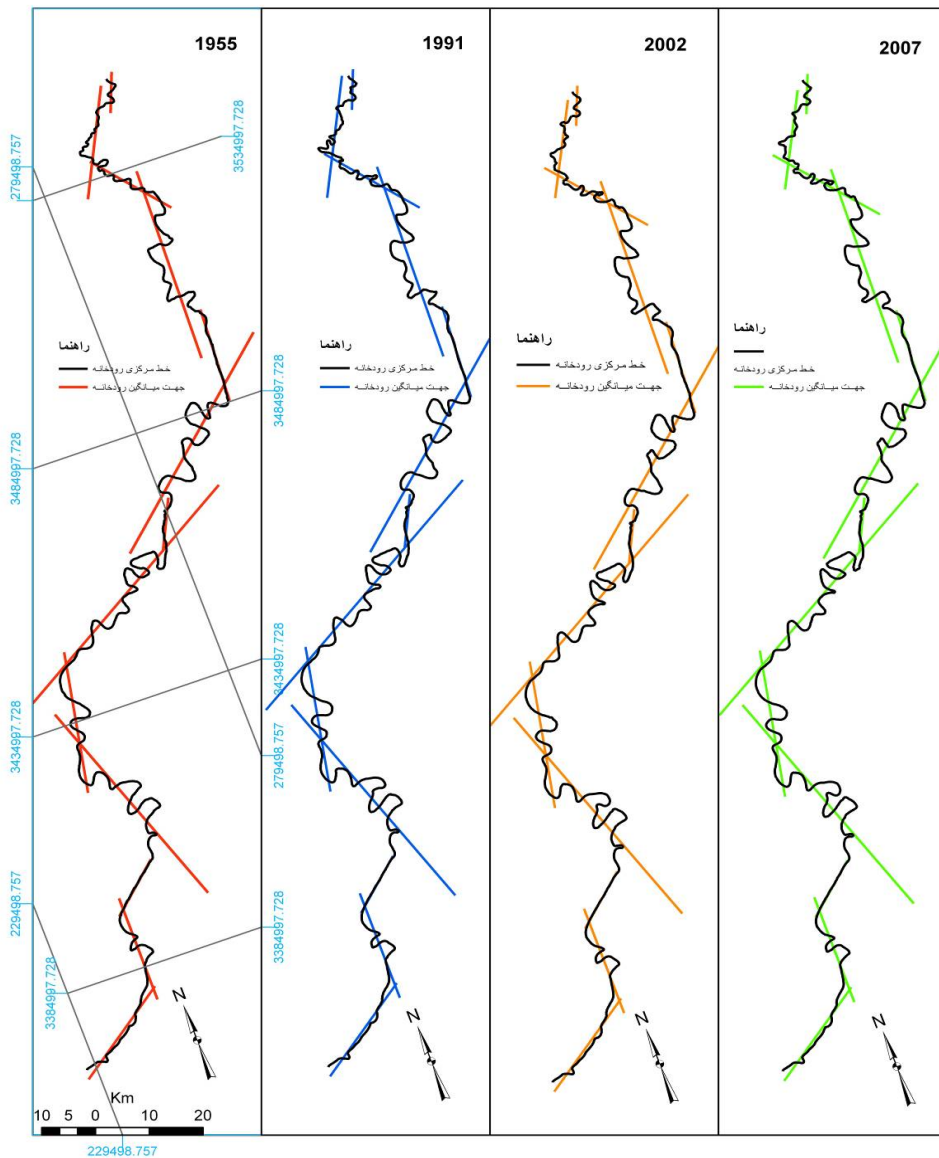 1955
1991
2002
2007
3534997.728
279498.757
راهنما
خط مرکزی رودخانه
جهت میانگین رودخانه
راهنما
خط مرکزی رودخانه
جهت میانگین رودخانه
راهنما
خط مرکزی رودخانه
جهت میانگین رودخانه
راهنما
خط مرکزی رودخانه
جهت میانگین رودخانه
3484997.728
3484997.728
3434997.728
3434997.728
279498.757
229498.757
3384997.728
3384997.728
N
N
N
N
Km
10 5 0 10 20
229498.757